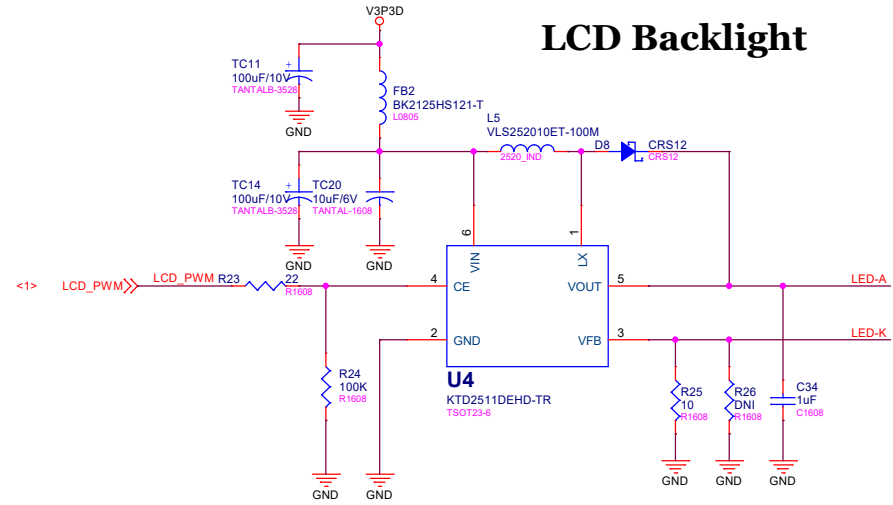 V3P3D
LCD Backlight
TC11
100uF/10V
TANTALB-3528
+
GND
FB2
BK2125HS121-T
L0805
L5
VLS252010ET-100M
2520_IND
D8
CRS12
CRS12
TC14
100uF/10V
TANTALB-3528
+
TC20
10uF/6V
TANTAL-1608
GND
GND
6
VIN
1
LX
<1>
LCD_PWM
LCD_PWM
R23
22
R1608
4
CE
VOUT
5
LED-A
2
GND
VFB
3
LED-K
U4
KTD2511DEHD-TR
TSOT23-6
R24
100K
R1608
R25
10
R1608
R26
DNI
R1608
C34
1uF
C1608
GND
GND
GND
GND
GND